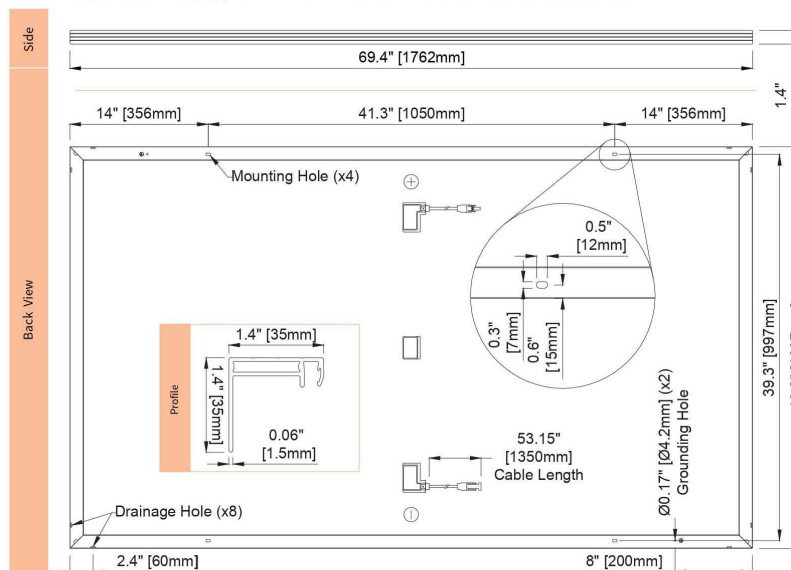 Side
69.4" [1762mm]
1.4"
14" [356mm]
41.3" [1050mm]
14" [356mm]
Mounting Hole (x4)
+
0.5"
[12mm]
0.3"
[7mm]
0.6"
[15mm]
Back View
Profile
1.4" [35mm]
1.4"
[35mm]
0.06"
[1.5mm]
39.3" [997mm]
53.15"
[1350mm]
Cable Length
Ø0.17" [Ø4.2mm] (x2)
Grounding Hole
Drainage Hole (x8)
−
2.4" [60mm]
8" [200mm]